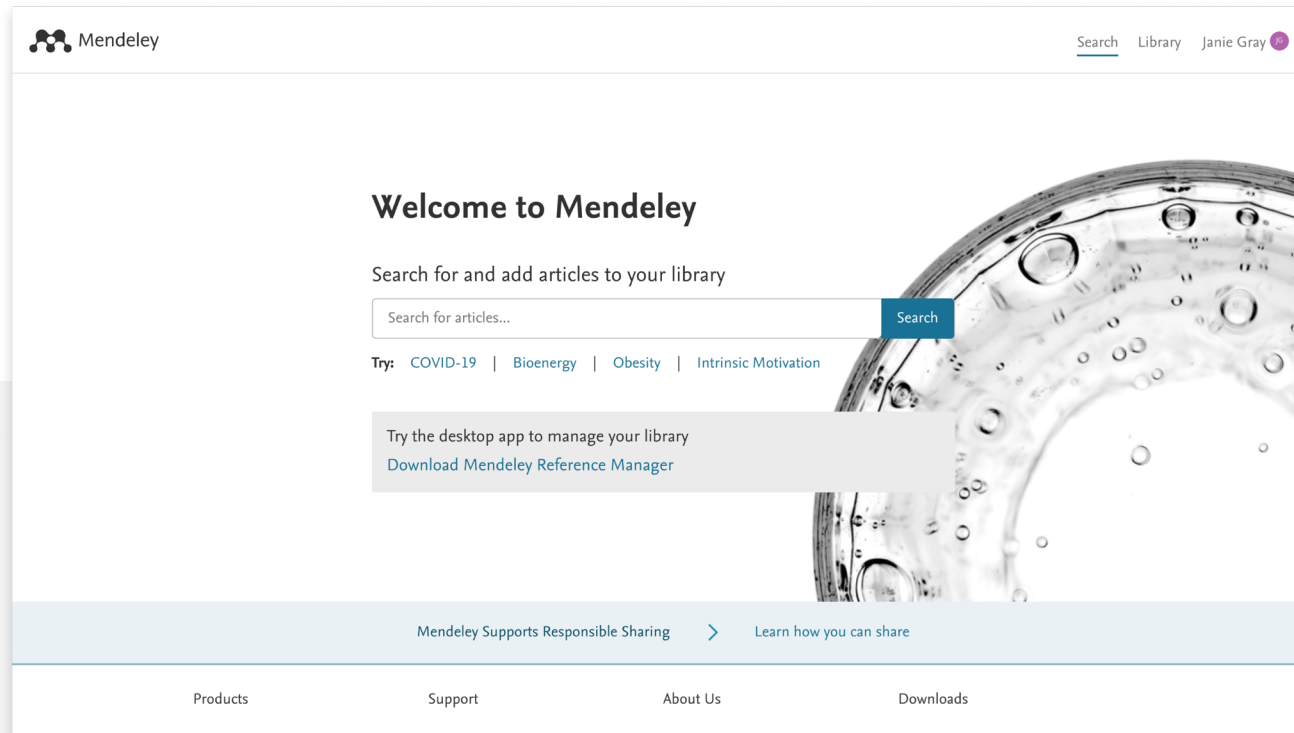 Mendeley
Search Library Janie Gray JG
Welcome to Mendeley
Search for and add articles to your library
Search for articles... Search
Try: COVID-19 | Bioenergy | Obesity | Intrinsic Motivation
Try the desktop app to manage your library
Download Mendeley Reference Manager
Mendeley Supports Responsible Sharing Learn how you can share
Products Support About Us Downloads